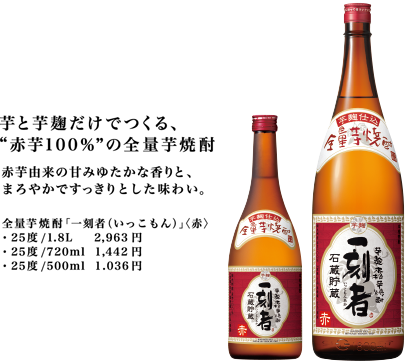 芋と芋麹だけでつくる、
“赤芋100%”の全量芋焼酎
赤芋由来の甘みゆたかな香りと、
まろやかですっきりとした味わい。
全量芋焼酎「一刻者(いっこもん)」〈赤〉
・25度/1.8L 2,963円
・25度/720ml 1,442円
・25度/500ml 1.036円
芋麹仕込
全量芋焼酎
一刻者
石蔵貯蔵
赤
芋麹仕込
全量芋焼酎
一刻者
石蔵貯蔵
赤